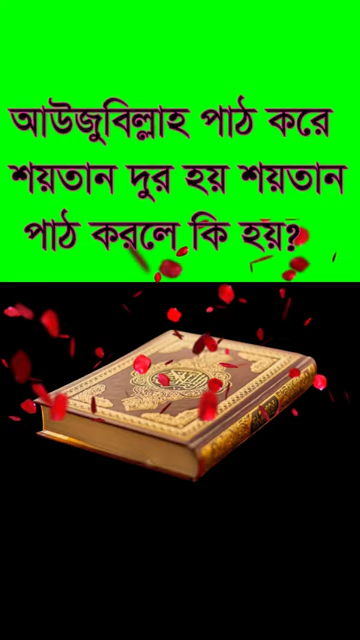 আউজুবিল্লাহ পাঠ করে
শয়তান দুর হয় শয়তান
পাঠ করলে কি হয়?